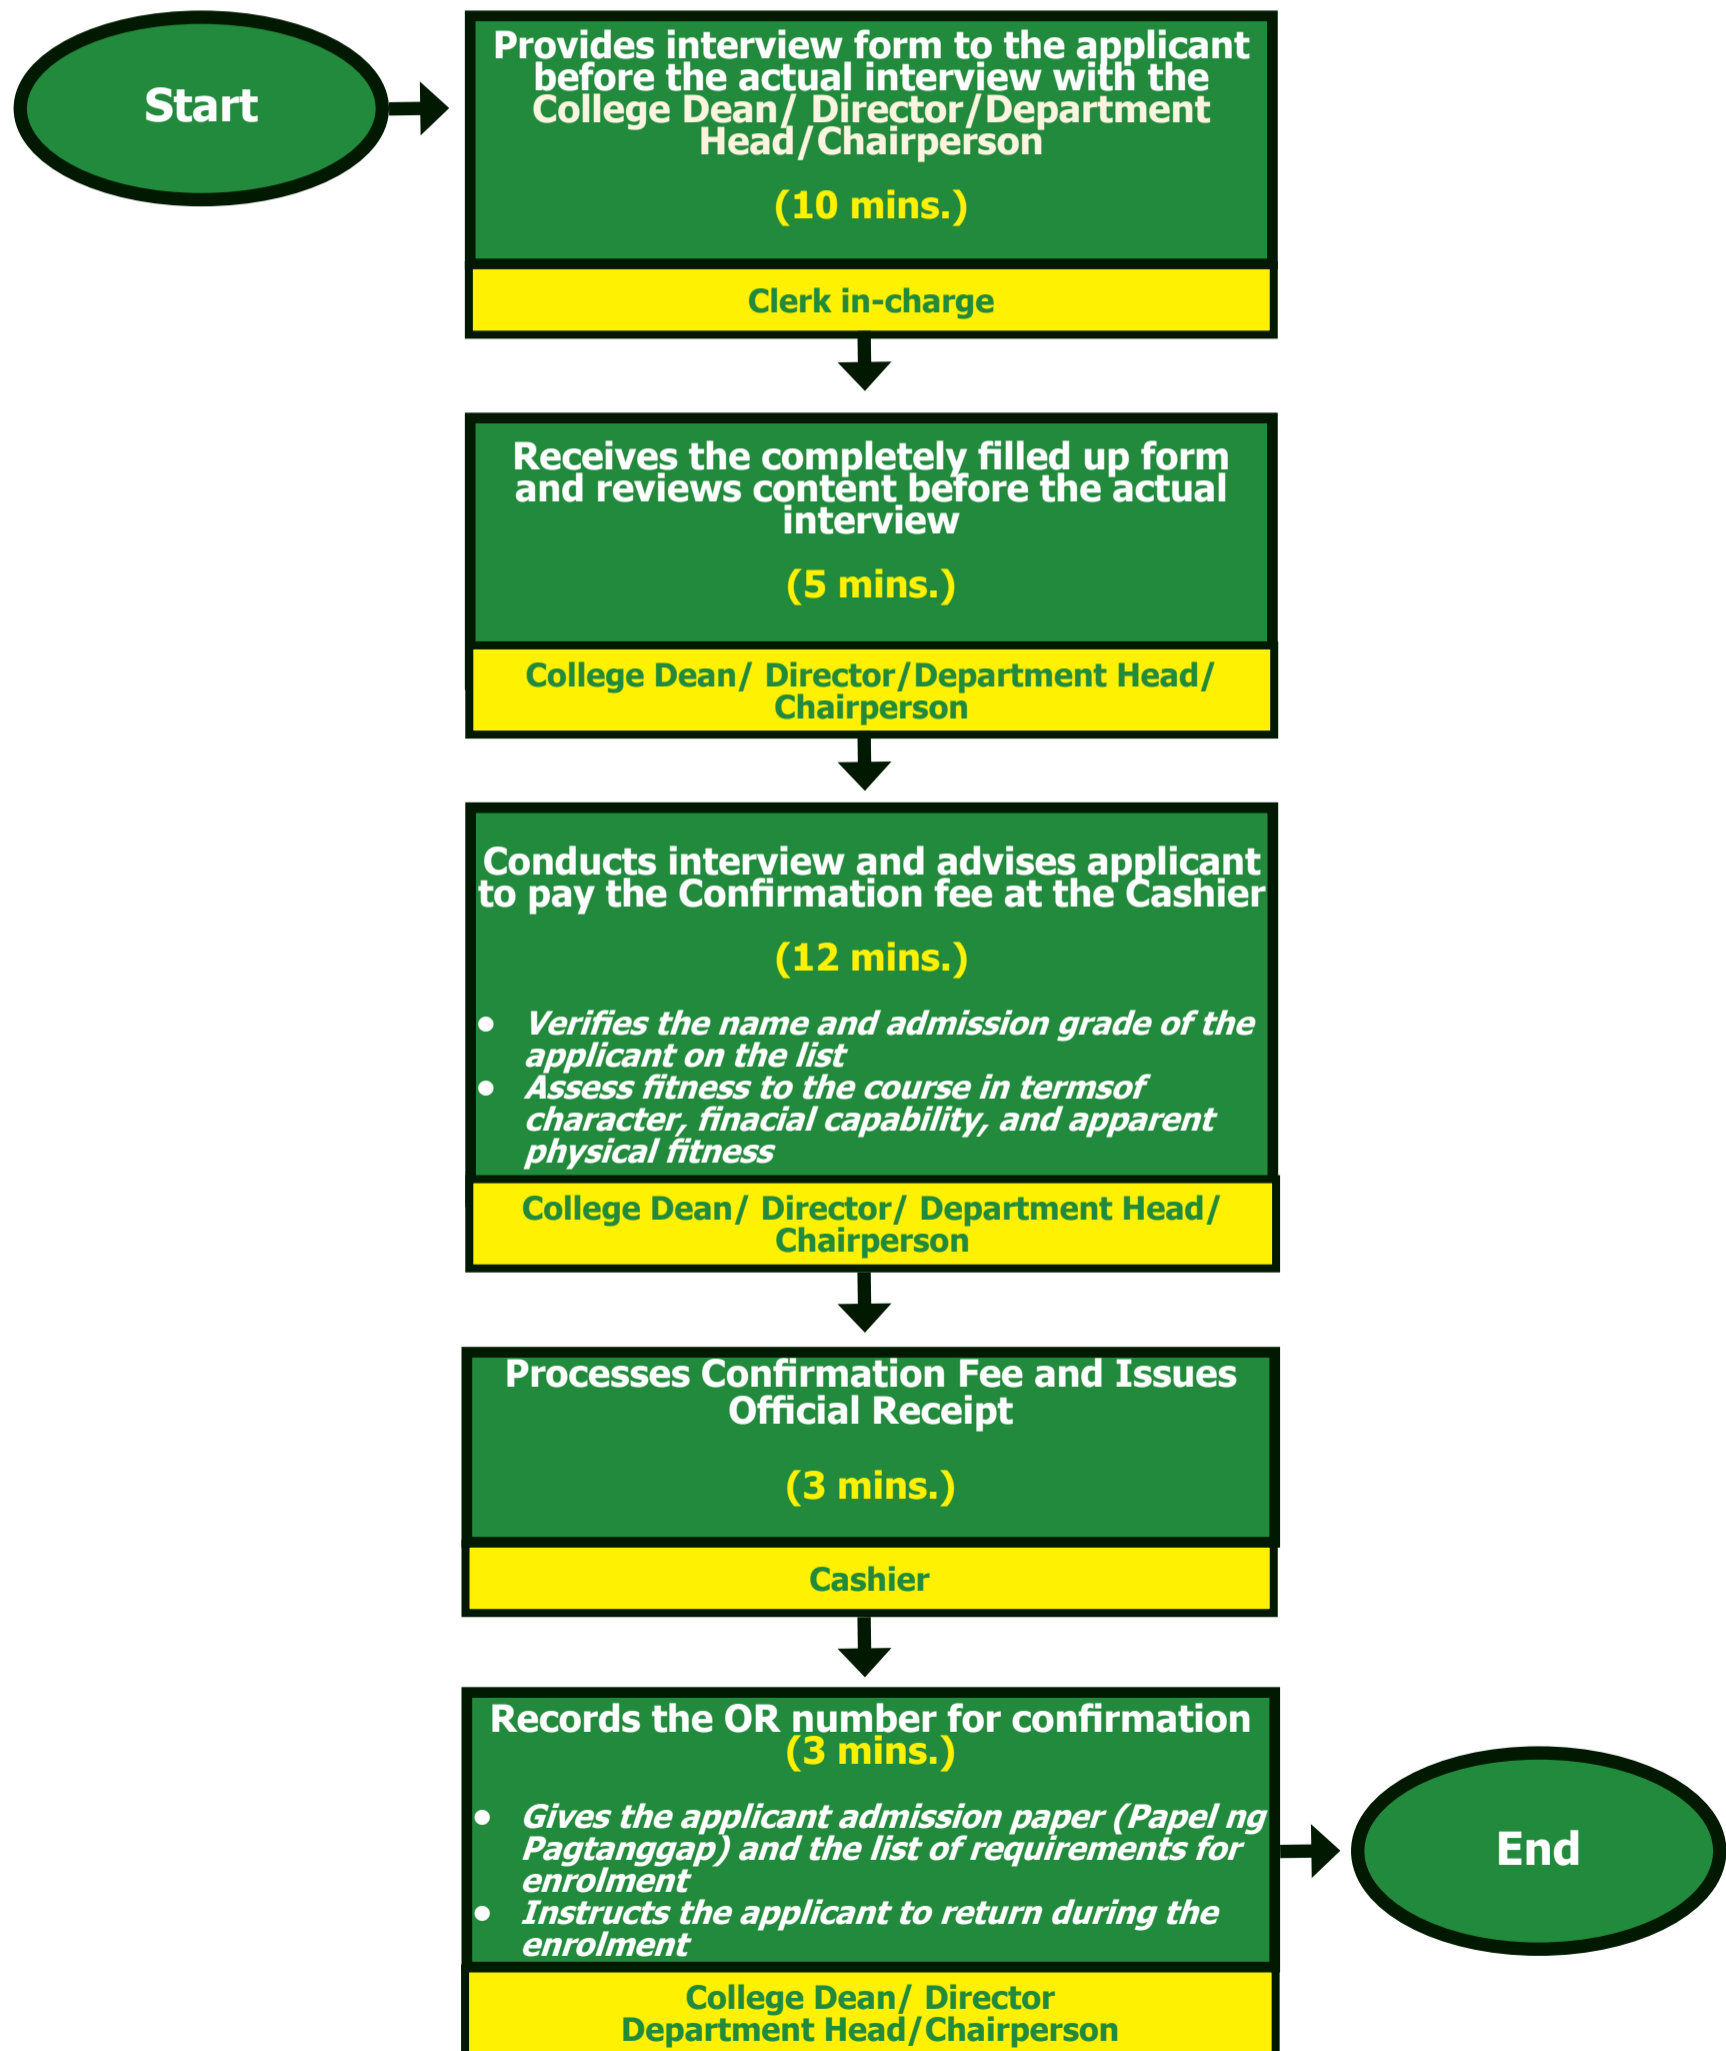 Start
Provides interview form to the applicant
before the actual interview with the
College Dean/ Director/Department
Head/Chairperson
(10 mins.)
Clerk in-charge
Receives the completely filled up form
and reviews content before the actual
interview
(5 mins.)
College Dean/ Director/Department Head/
Chairperson
Conducts interview and advises applicant
to pay the Confirmation fee at the Cashier
(12 mins.)
● Verifies the name and admission grade of the
applicant on the list
● Assess fitness to the course in termsof
character, finacial capability, and apparent
physical fitness
College Dean/ Director/ Department Head/
Chairperson
Processes Confirmation Fee and Issues
Official Receipt
(3 mins.)
Cashier
Records the OR number for confirmation
(3 mins.)
● Gives the applicant admission paper (Papel ng
Pagtanggap) and the list of requirements for
enrolment
● Instructs the applicant to return during the
enrolment
College Dean/ Director
Department Head/Chairperson
End